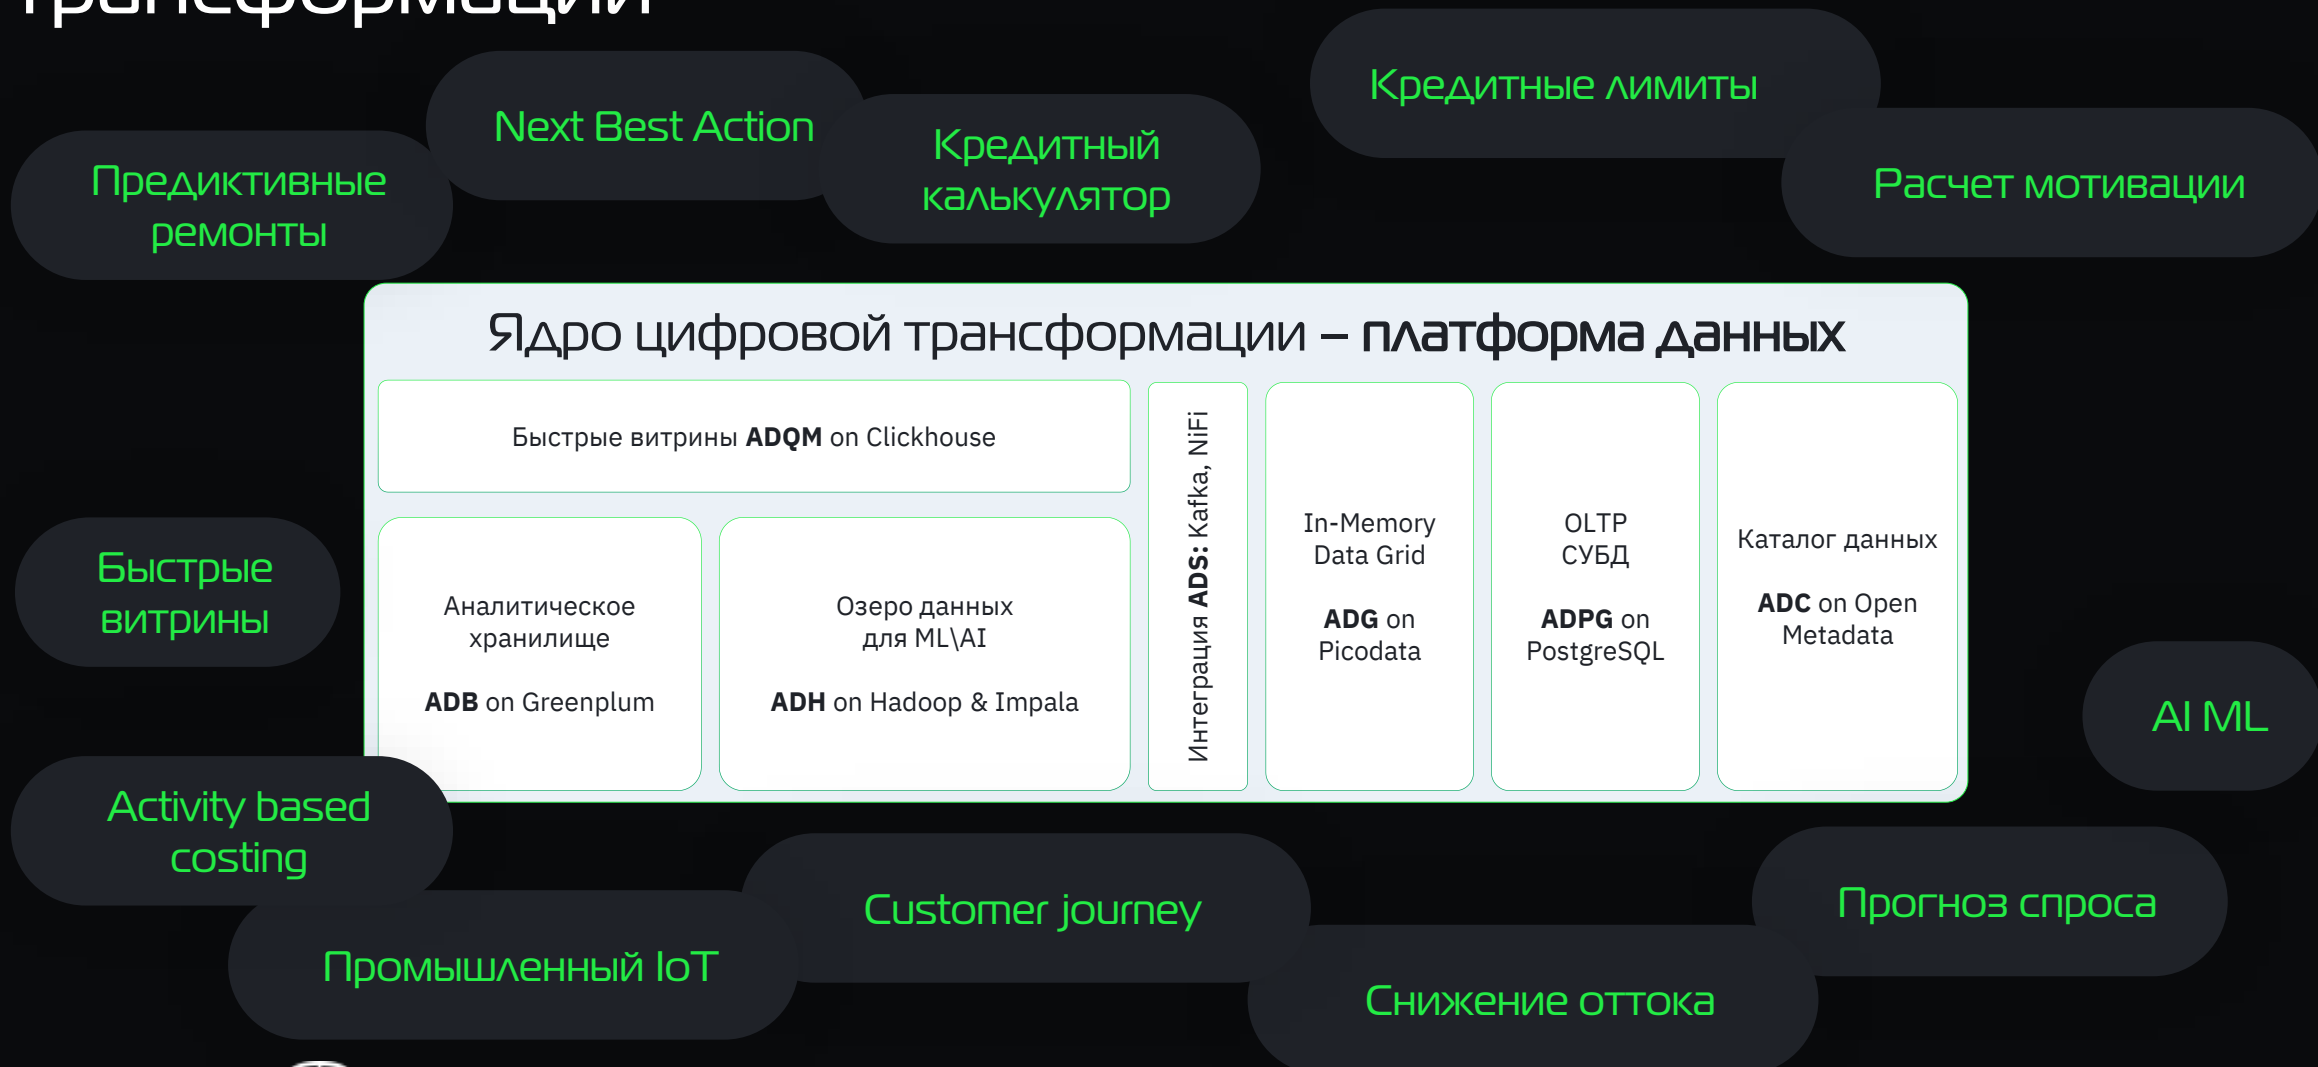 трансформации
Next Best Action
Кредитные лимиты
Предиктивные
ремонты
Кредитный
калькулятор
Расчет мотивации
Ядро цифровой трансформации – платформа данных
Быстрые витрины ADQM on Clickhouse
Аналитическое
хранилище
ADB on Greenplum
Озеро данных
для ML\AI
ADH on Hadoop & Impala
Интеграция ADS: Kafka, NiFi
In-Memory
Data Grid
ADG on
Picodata
OLTP
СУБД
ADPG on
PostgreSQL
Каталог данных
ADC on Open
Metadata
Быстрые
витрины
AI ML
Activity based
costing
Промышленный IoT
Customer journey
Снижение оттока
Прогноз спроса